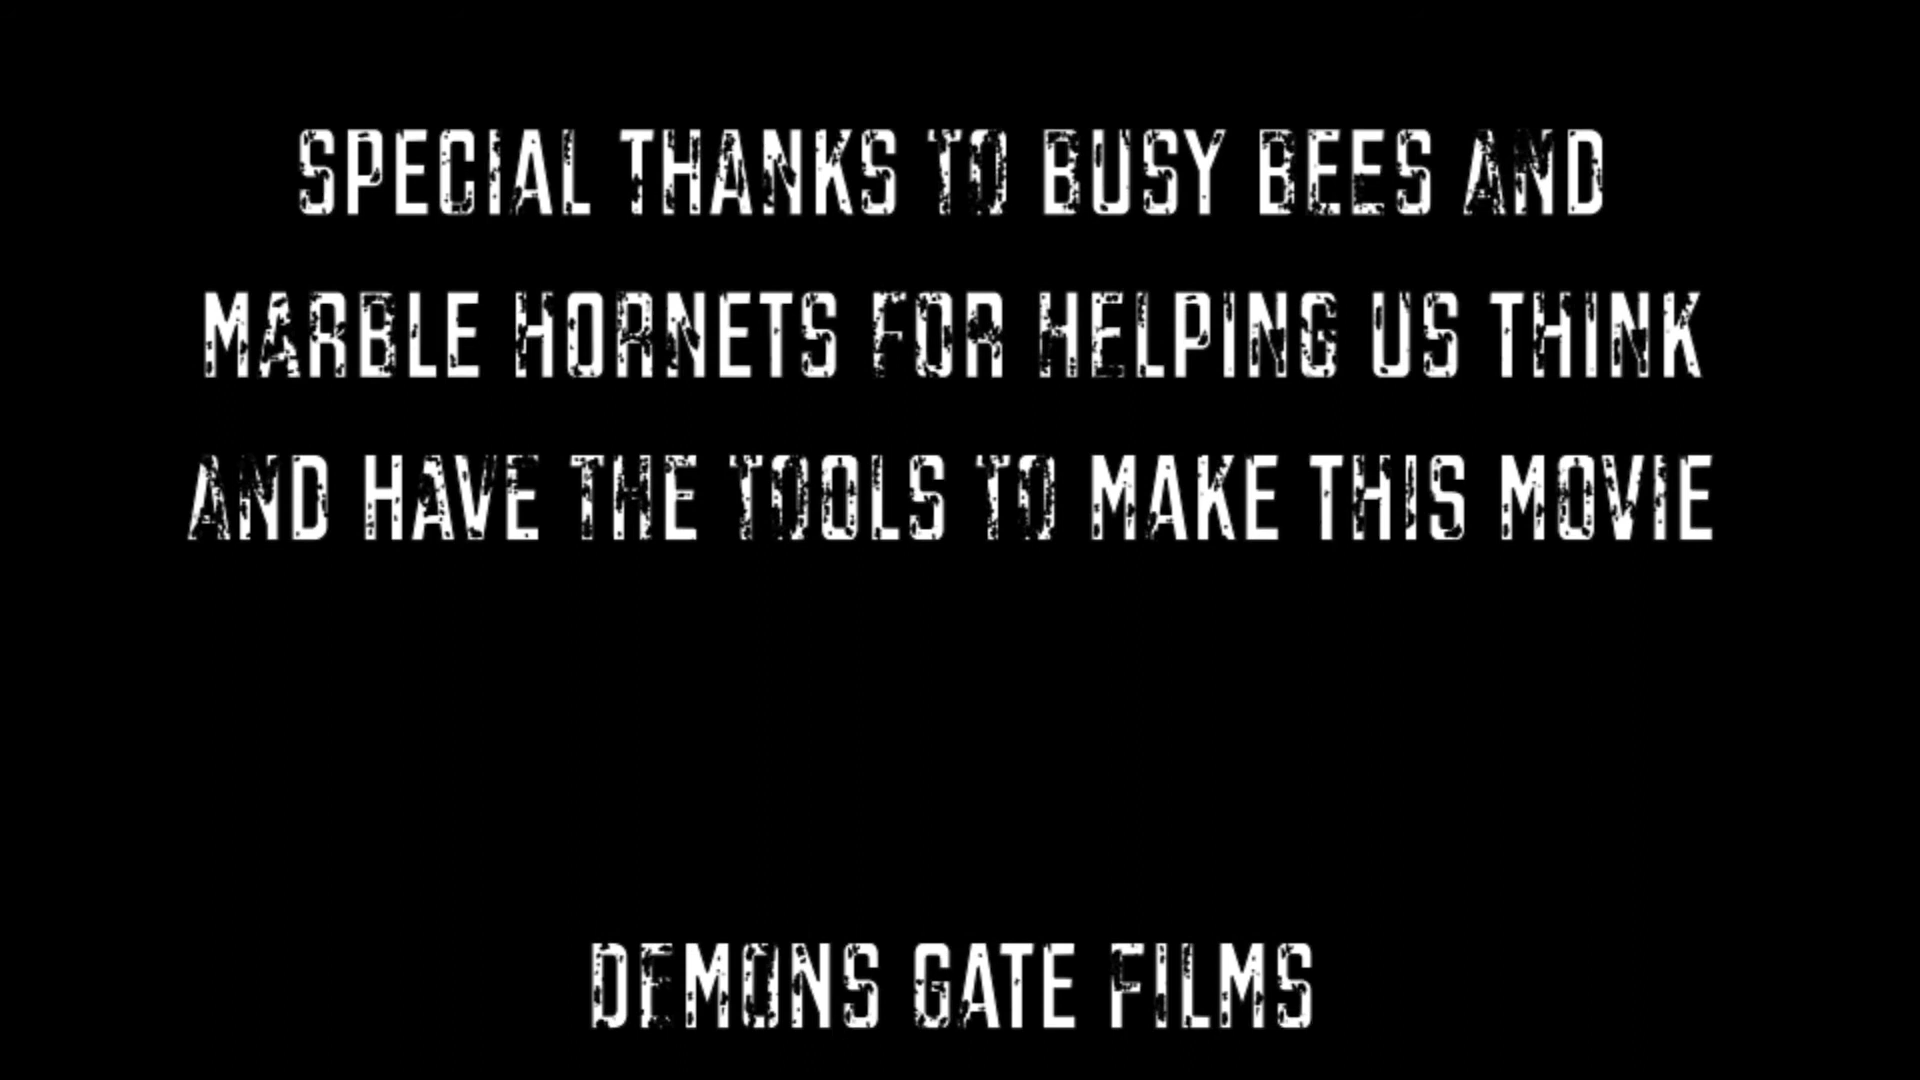 SPECIAL THANKS TO BUSY BEES AND
MARBLE HORNETS FOR HELPING US THINK
AND HAVE THE TOOLS TO MAKE THIS MOVIE
DEMONS GATE FILMS